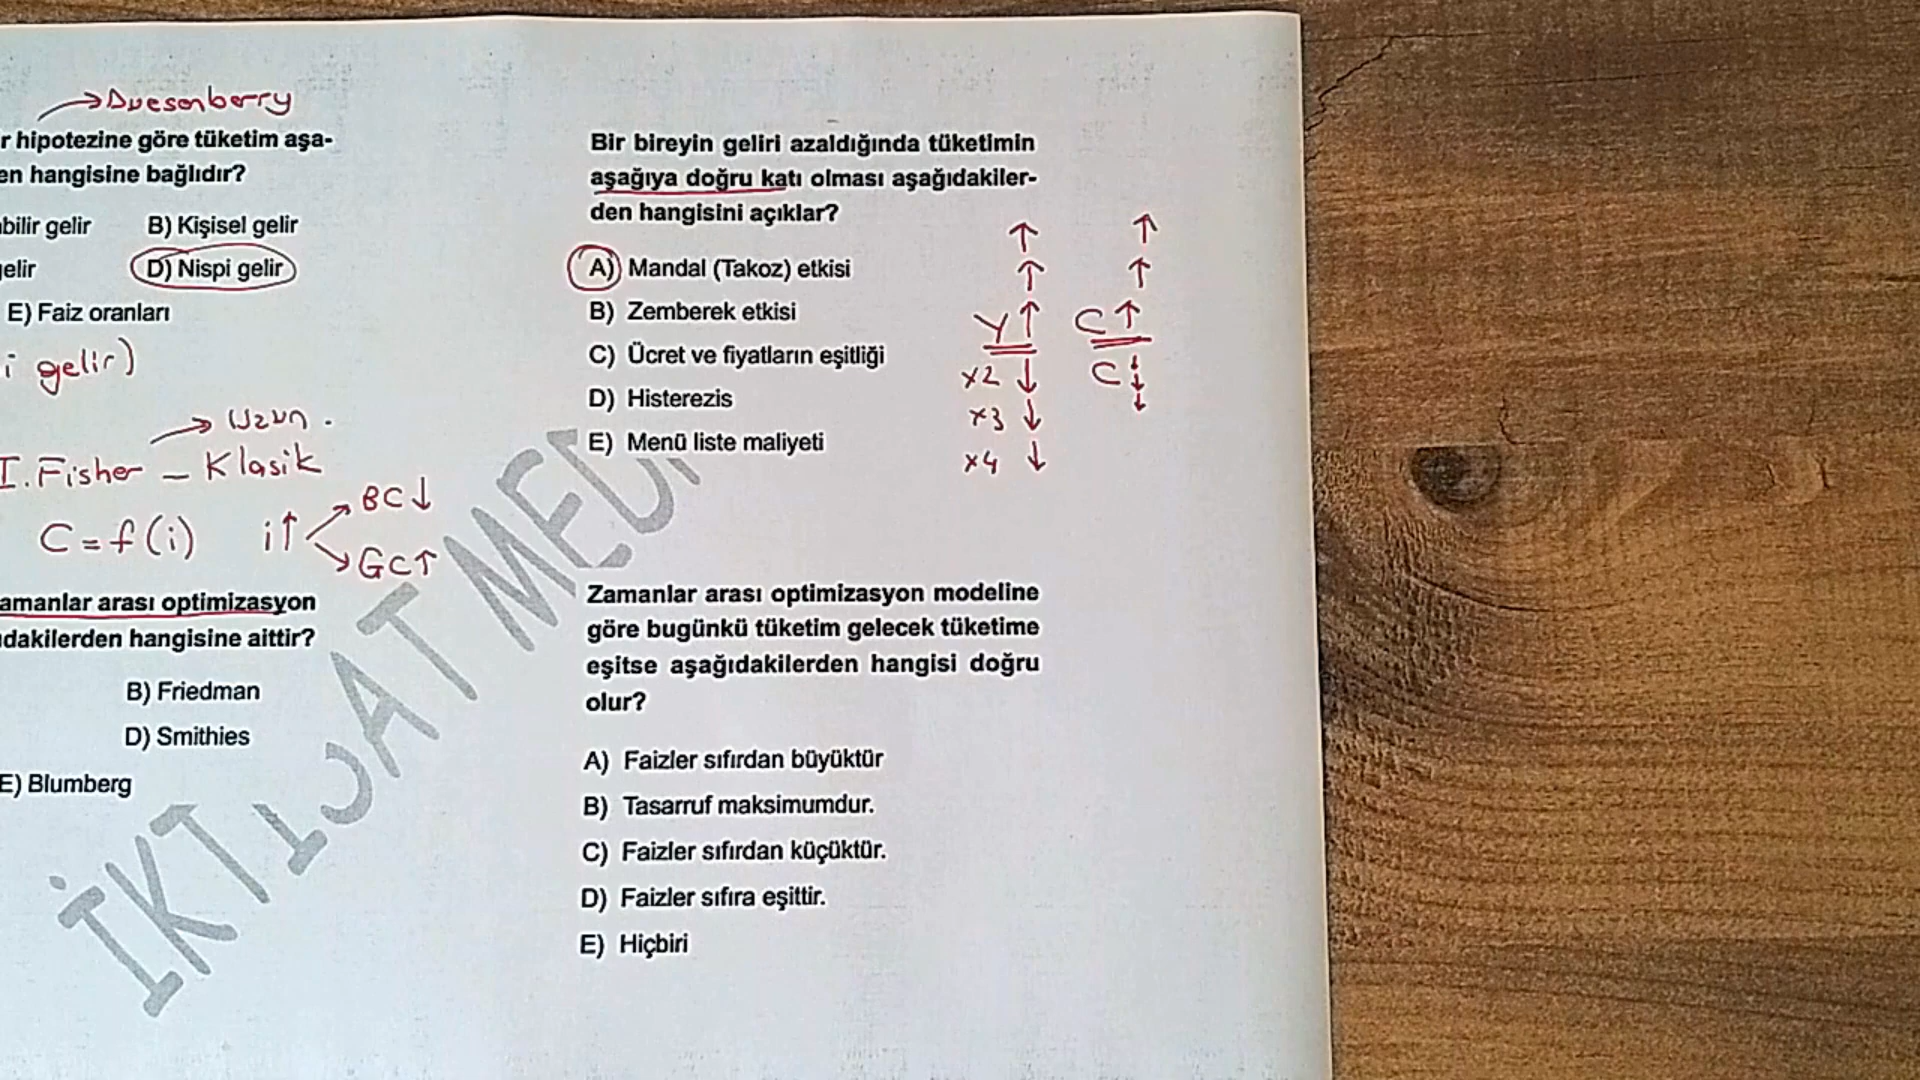 →Duesenberry
r hipotezine göre tüketim aşa-
en hangisine bağlıdır?
bilir gelir B) Kişisel gelir
gelir D) Nispi gelir
E) Faiz oranları
i gelir)
→ Uzun.
I. Fisher – Klasik
C=f(i) i↑ BC↓
GC↑
amanlar arası optimizasyon
ıdakilerden hangisine aittir?
B) Friedman
D) Smithies
E) Blumberg
Bir bireyin geliri azaldığında tüketimin
aşağıya doğru katı olması aşağıdakiler-
den hangisini açıklar?
A) Mandal (Takoz) etkisi
B) Zemberek etkisi
C) Ücret ve fiyatların eşitliği
D) Histerezis
E) Menü liste maliyeti
↑ ↑
↑ ↑
Y↑ C↑
x2 ↓ C↓
x3 ↓ ↓
x4 ↓
Zamanlar arası optimizasyon modeline
göre bugünkü tüketim gelecek tüketime
eşitse aşağıdakilerden hangisi doğru
olur?
A) Faizler sıfırdan büyüktür
B) Tasarruf maksimumdur.
C) Faizler sıfırdan küçüktür.
D) Faizler sıfıra eşittir.
E) Hiçbiri